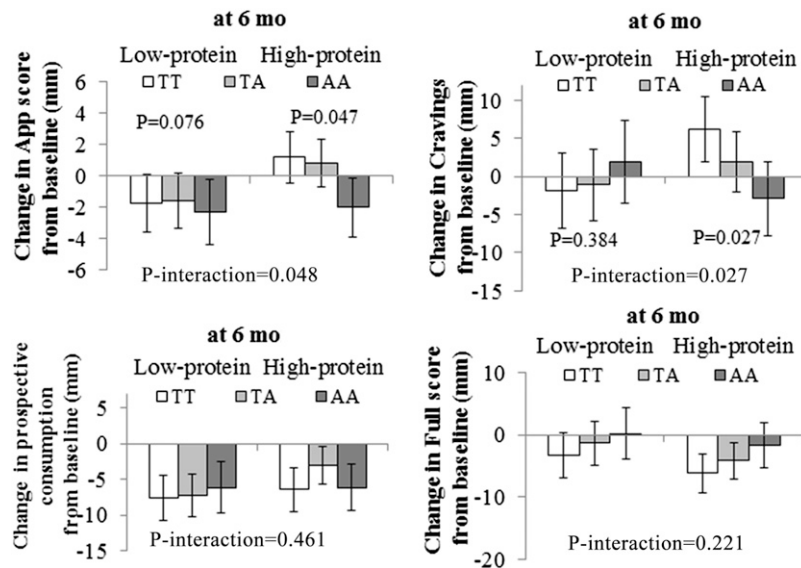 at 6 mo
Low-protein High-protein
TT TA AA
P=0.076 P=0.047
6
4
2
0
-2
-4
-6
Change in App score
from baseline (mm)
P-interaction=0.048
at 6 mo
Low-protein High-protein
TT TA AA
10
5
0
-5
-10
-15
Change in Cravings
from baseline (mm)
P=0.384 P=0.027
P-interaction=0.027
at 6 mo
Low-protein High-protein
TT TA AA
5
0
-5
-10
-15
Change in prospective
consumption
from baseline (mm)
P-interaction=0.461
at 6 mo
Low-protein High-protein
TT TA AA
10
0
-10
-20
Change in Full score
from baseline (mm)
P-interaction=0.221